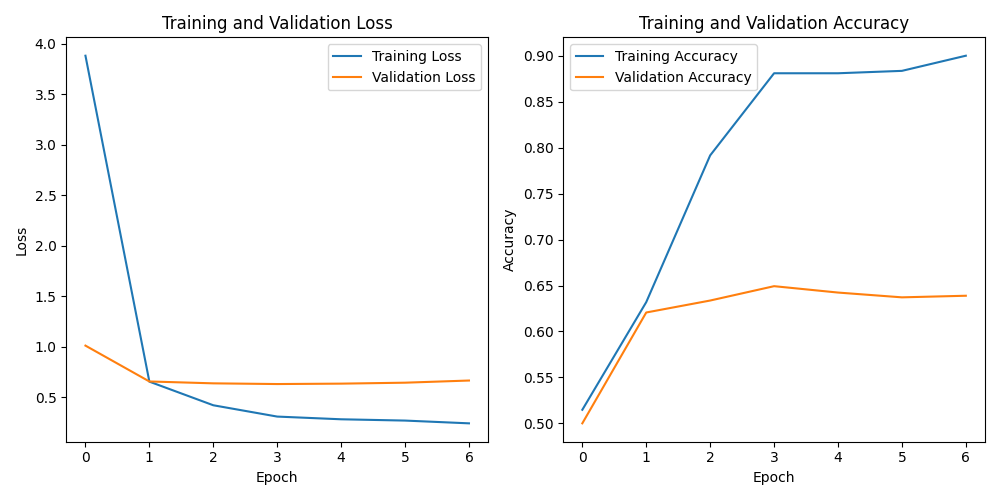 Training and Validation Loss
4.0
3.5
3.0
2.5
2.0
1.5
1.0
0.5
Loss
0 1 2 3 4 5 6
Epoch
Training Loss
Validation Loss
Training and Validation Accuracy
0.90
0.85
0.80
0.75
0.70
0.65
0.60
0.55
0.50
Accuracy
0 1 2 3 4 5 6
Epoch
Training Accuracy
Validation Accuracy